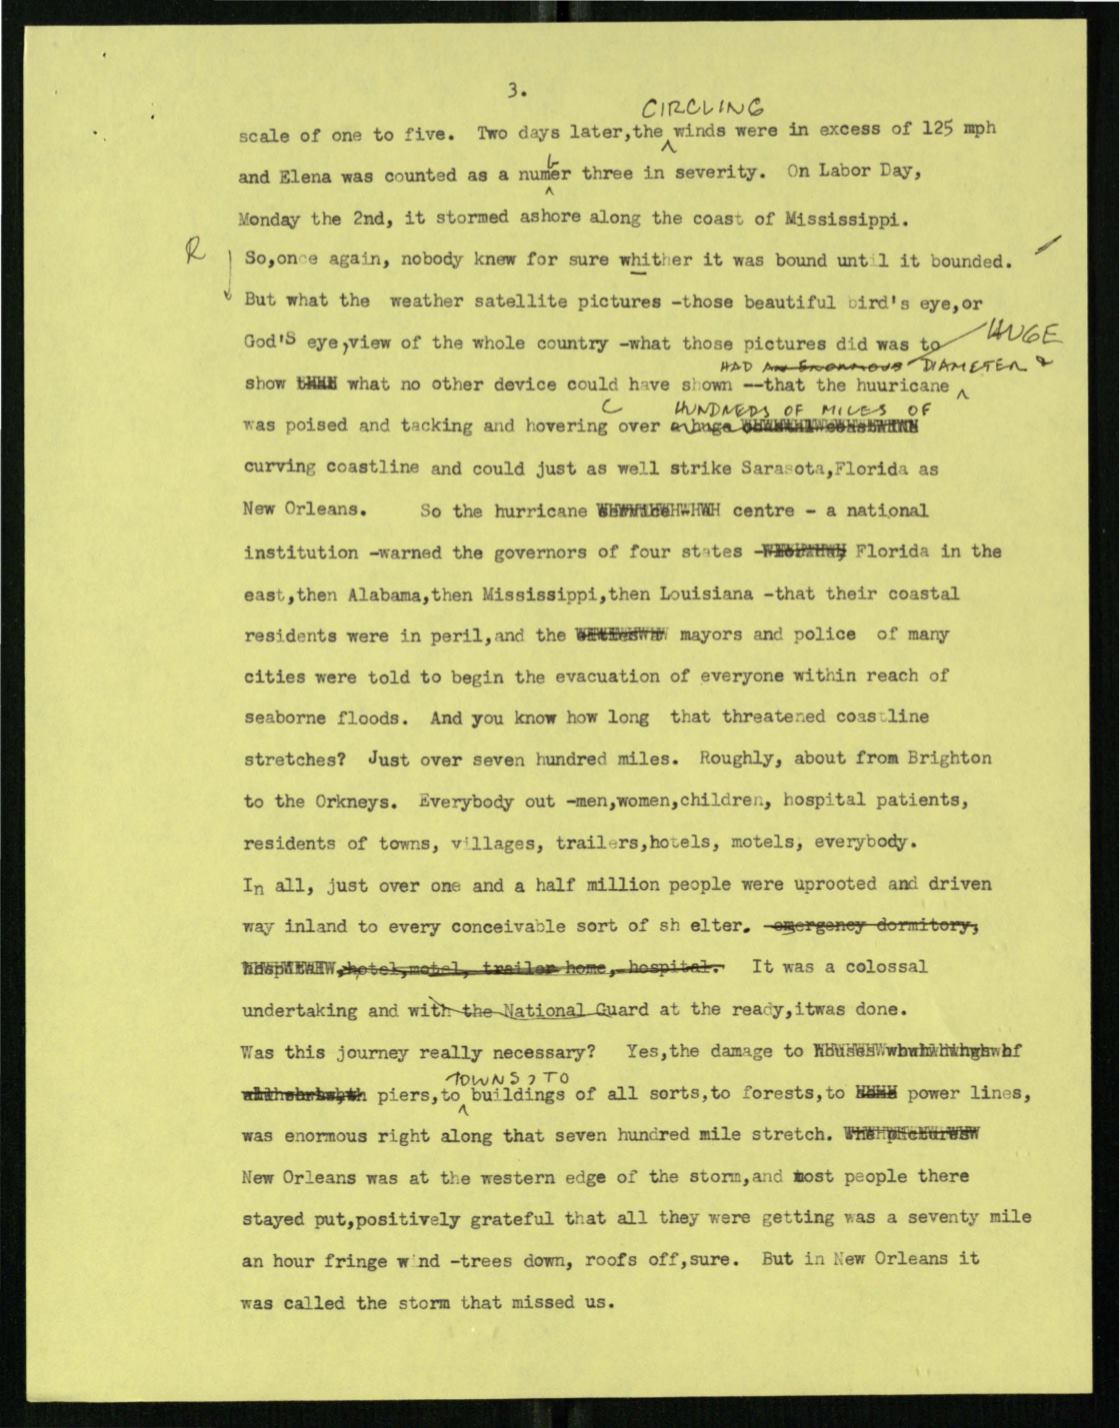 3.
CIRCLING
scale of one to five. Two days later,the winds were in excess of 125 mph
b
and Elena was counted as a numer three in severity. On Labor Day,
Monday the 2nd, it stormed ashore along the coast of Mississippi.
R So,once again, nobody knew for sure whither it was bound until it bounded.
But what the weather satellite pictures -those beautiful bird's eye,or
God'S eye,view of the whole country -what those pictures did was to HUGE
HAD AN ENORMOUS DIAMETER &
show what no other device could have shown --that the huuricane
C HUNDREDS OF MILES OF
was poised and tacking and hovering over a huge
curving coastline and could just as well strike Sarasota,Florida as
New Orleans. So the hurricane centre - a national
institution -warned the governors of four states - Florida in the
east,then Alabama,then Mississippi,then Louisiana -that their coastal
residents were in peril,and the mayors and police of many
cities were told to begin the evacuation of everyone within reach of
seaborne floods. And you know how long that threatened coastline
stretches? Just over seven hundred miles. Roughly, about from Brighton
to the Orkneys. Everybody out -men,women,children, hospital patients,
residents of towns, villages, trailers,hotels, motels, everybody.
In all, just over one and a half million people were uprooted and driven
way inland to every conceivable sort of sh elter. emergency dormitory,
,hotel,motel, trailer home, hospital. It was a colossal
undertaking and with the National Guard at the ready,itwas done.
Was this journey really necessary? Yes,the damage to
TOWNS, TO
piers,to buildings of all sorts,to forests,to power lines,
was enormous right along that seven hundred mile stretch.
New Orleans was at the western edge of the storm,and most people there
stayed put,positively grateful that all they were getting was a seventy mile
an hour fringe wind -trees down, roofs off,sure. But in New Orleans it
was called the storm that missed us.